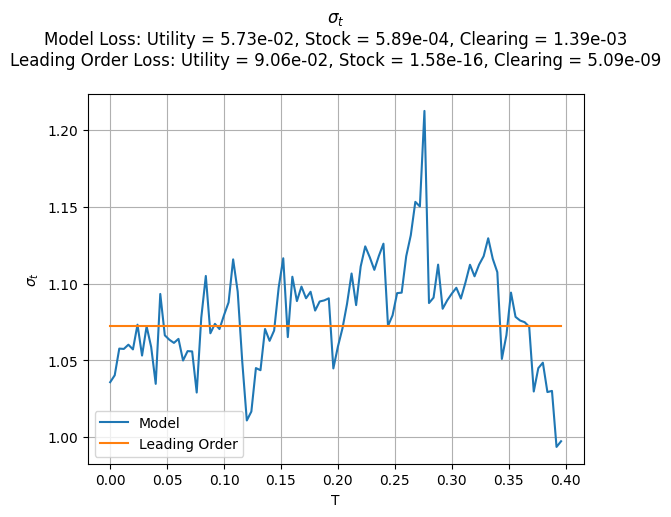 σt
Model Loss: Utility = 5.73e-02, Stock = 5.89e-04, Clearing = 1.39e-03
Leading Order Loss: Utility = 9.06e-02, Stock = 1.58e-16, Clearing = 5.09e-09
1.20
1.15
1.10
1.05
1.00
σt
Model
Leading Order
0.00 0.05 0.10 0.15 0.20 0.25 0.30 0.35 0.40
T